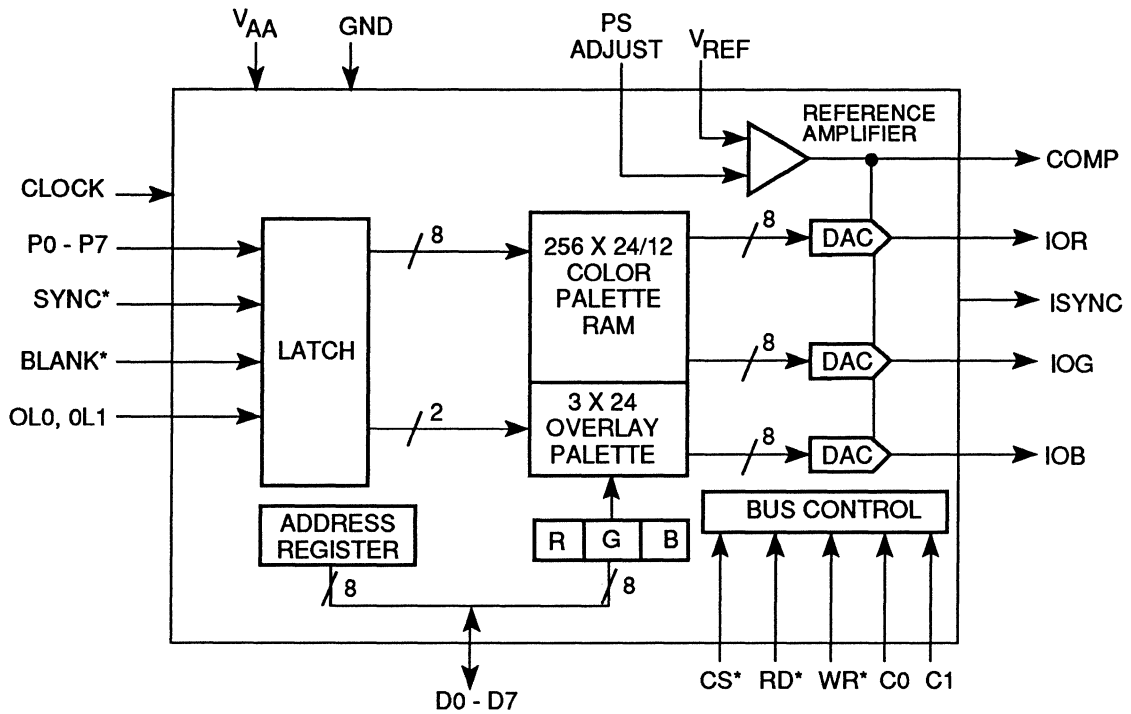 VAA
GND
PS
ADJUST
VREF
REFERENCE
AMPLIFIER
COMP
CLOCK
P0 - P7
SYNC*
BLANK*
OL0, 0L1
LATCH
8
2
256 X 24/12
COLOR
PALETTE
RAM
3 X 24
OVERLAY
PALETTE
8
DAC
IOR
ISYNC
8
DAC
IOG
8
DAC
IOB
ADDRESS
REGISTER
8
R G B
8
BUS CONTROL
D0 - D7
CS* RD* WR* C0 C1